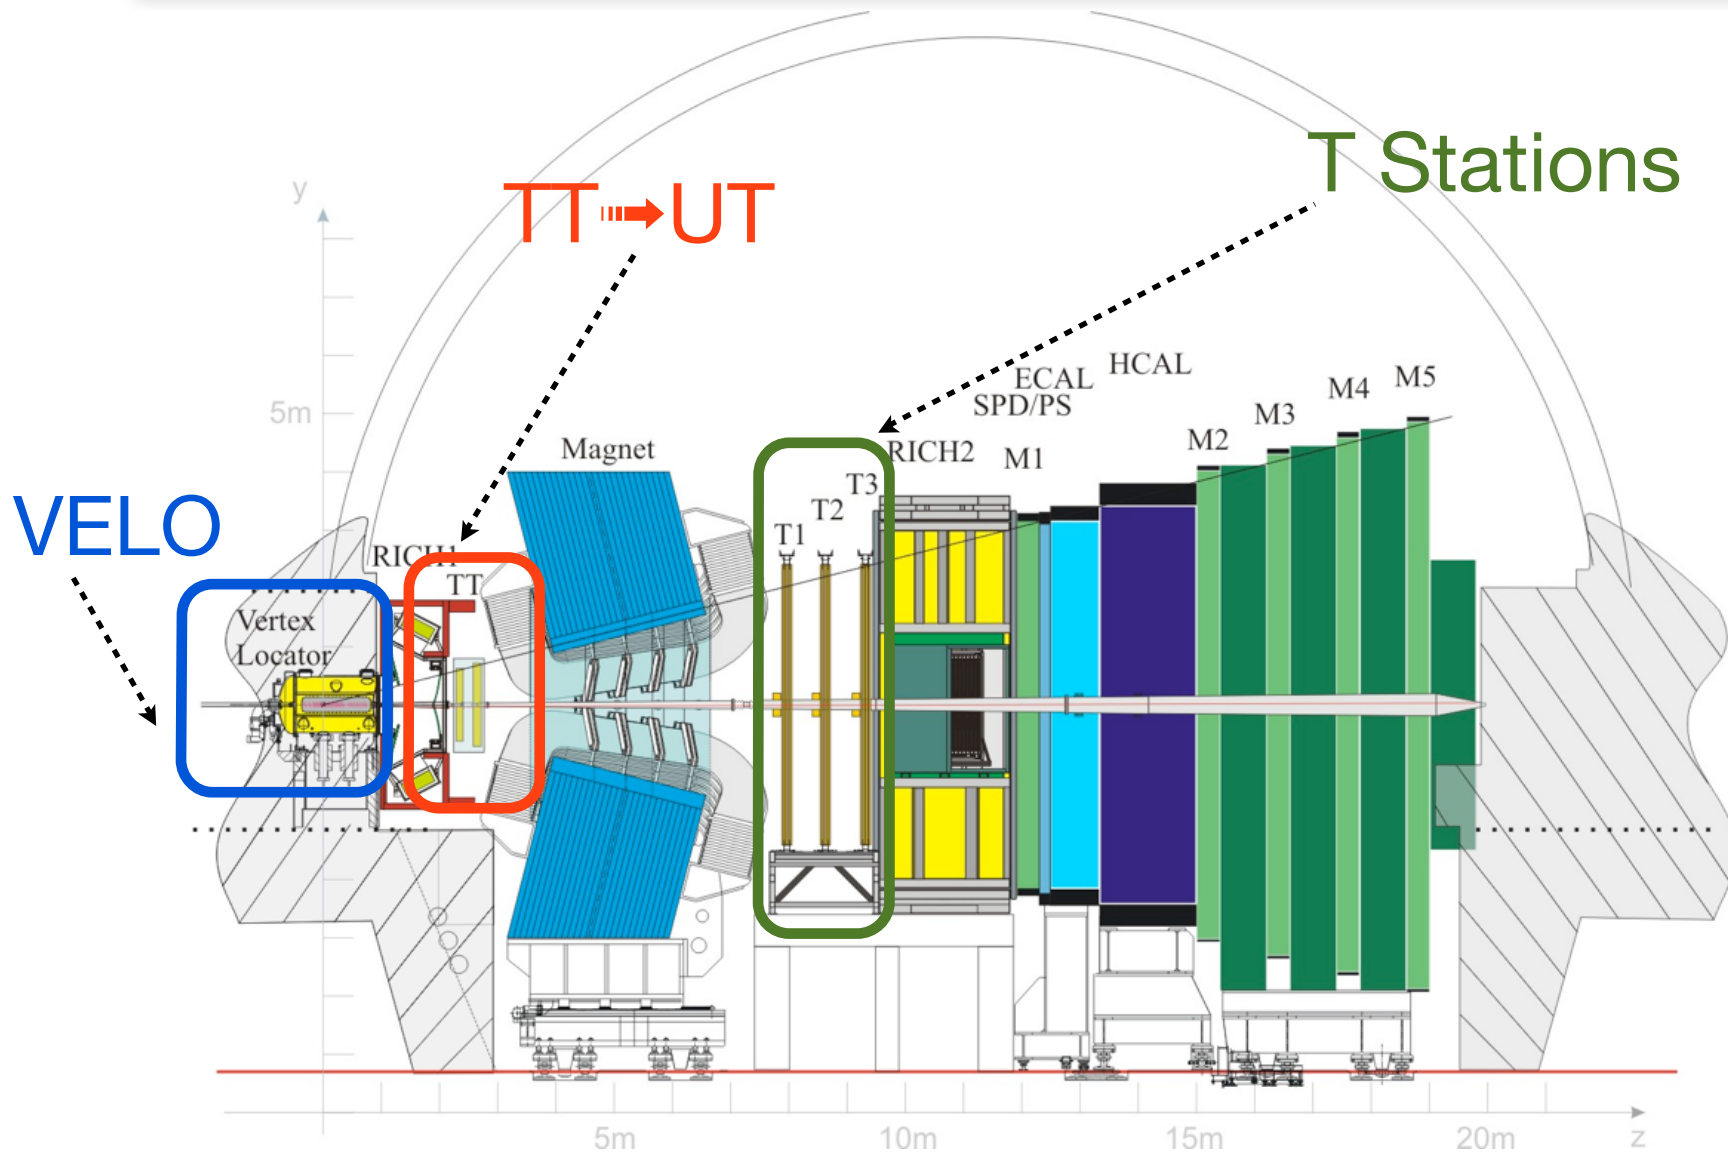 T Stations
TT
UT
y
HCAL
ECAL
SPD/PS
M5
M4
M3
M2
5m
Magnet
RICH2
M1
T3
T2
T1
VELO
RICH1
TT
Vertex
Locator
5m
10m
15m
20m
z